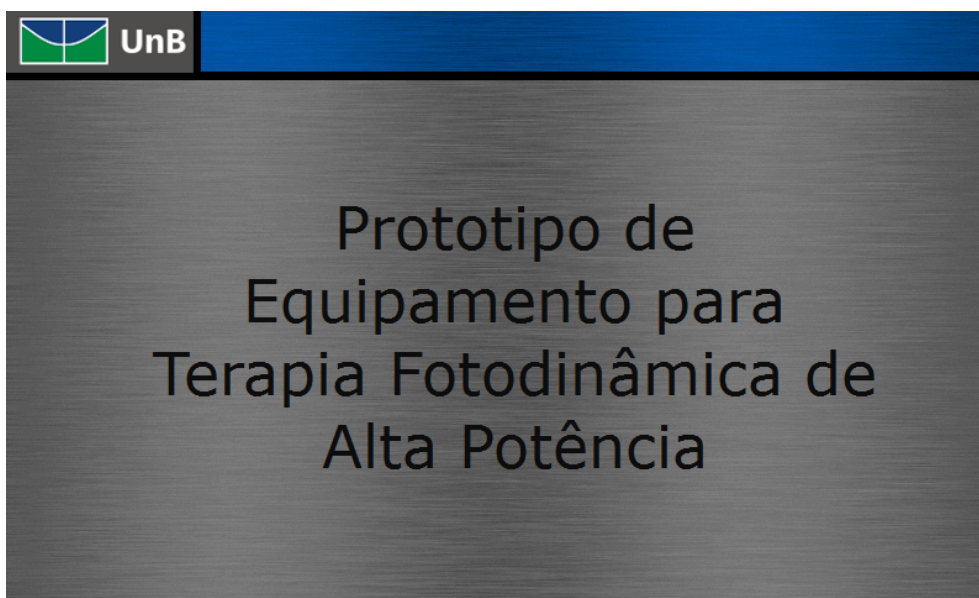 UnB
Prototipo de
Equipamento para
Terapia Fotodinâmica de
Alta Potência